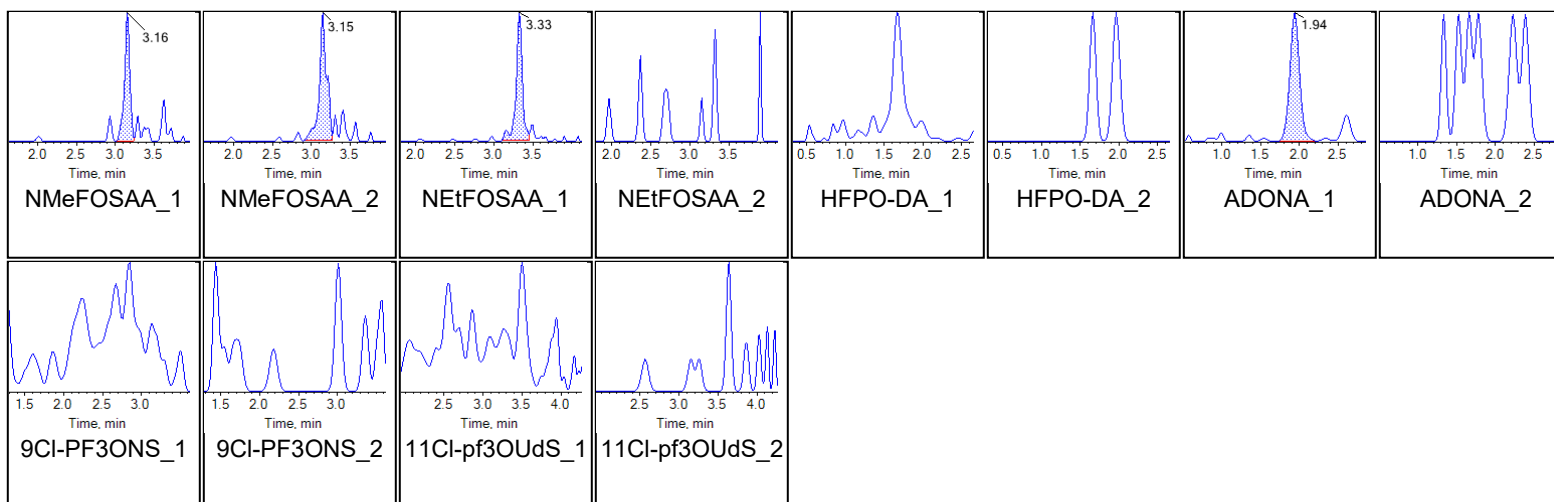 3.16
3.15
3.33
1.94
2.0 2.5 3.0 3.5
2.0 2.5 3.0 3.5
2.0 2.5 3.0 3.5
2.0 2.5 3.0 3.5
0.5 1.0 1.5 2.0 2.5
0.5 1.0 1.5 2.0 2.5
1.0 1.5 2.0 2.5
1.0 1.5 2.0 2.5
Time, min Time, min Time, min Time, min Time, min Time, min Time, min Time, min
NMeFOSAA_1 NMeFOSAA_2 NEtFOSAA_1 NEtFOSAA_2 HFPO-DA_1 HFPO-DA_2 ADONA_1 ADONA_2
1.5 2.0 2.5 3.0
1.5 2.0 2.5 3.0
2.5 3.0 3.5 4.0
2.5 3.0 3.5 4.0
Time, min Time, min Time, min Time, min
9Cl-PF3ONS_1 9Cl-PF3ONS_2 11Cl-pf3OUdS_1 11Cl-pf3OUdS_2